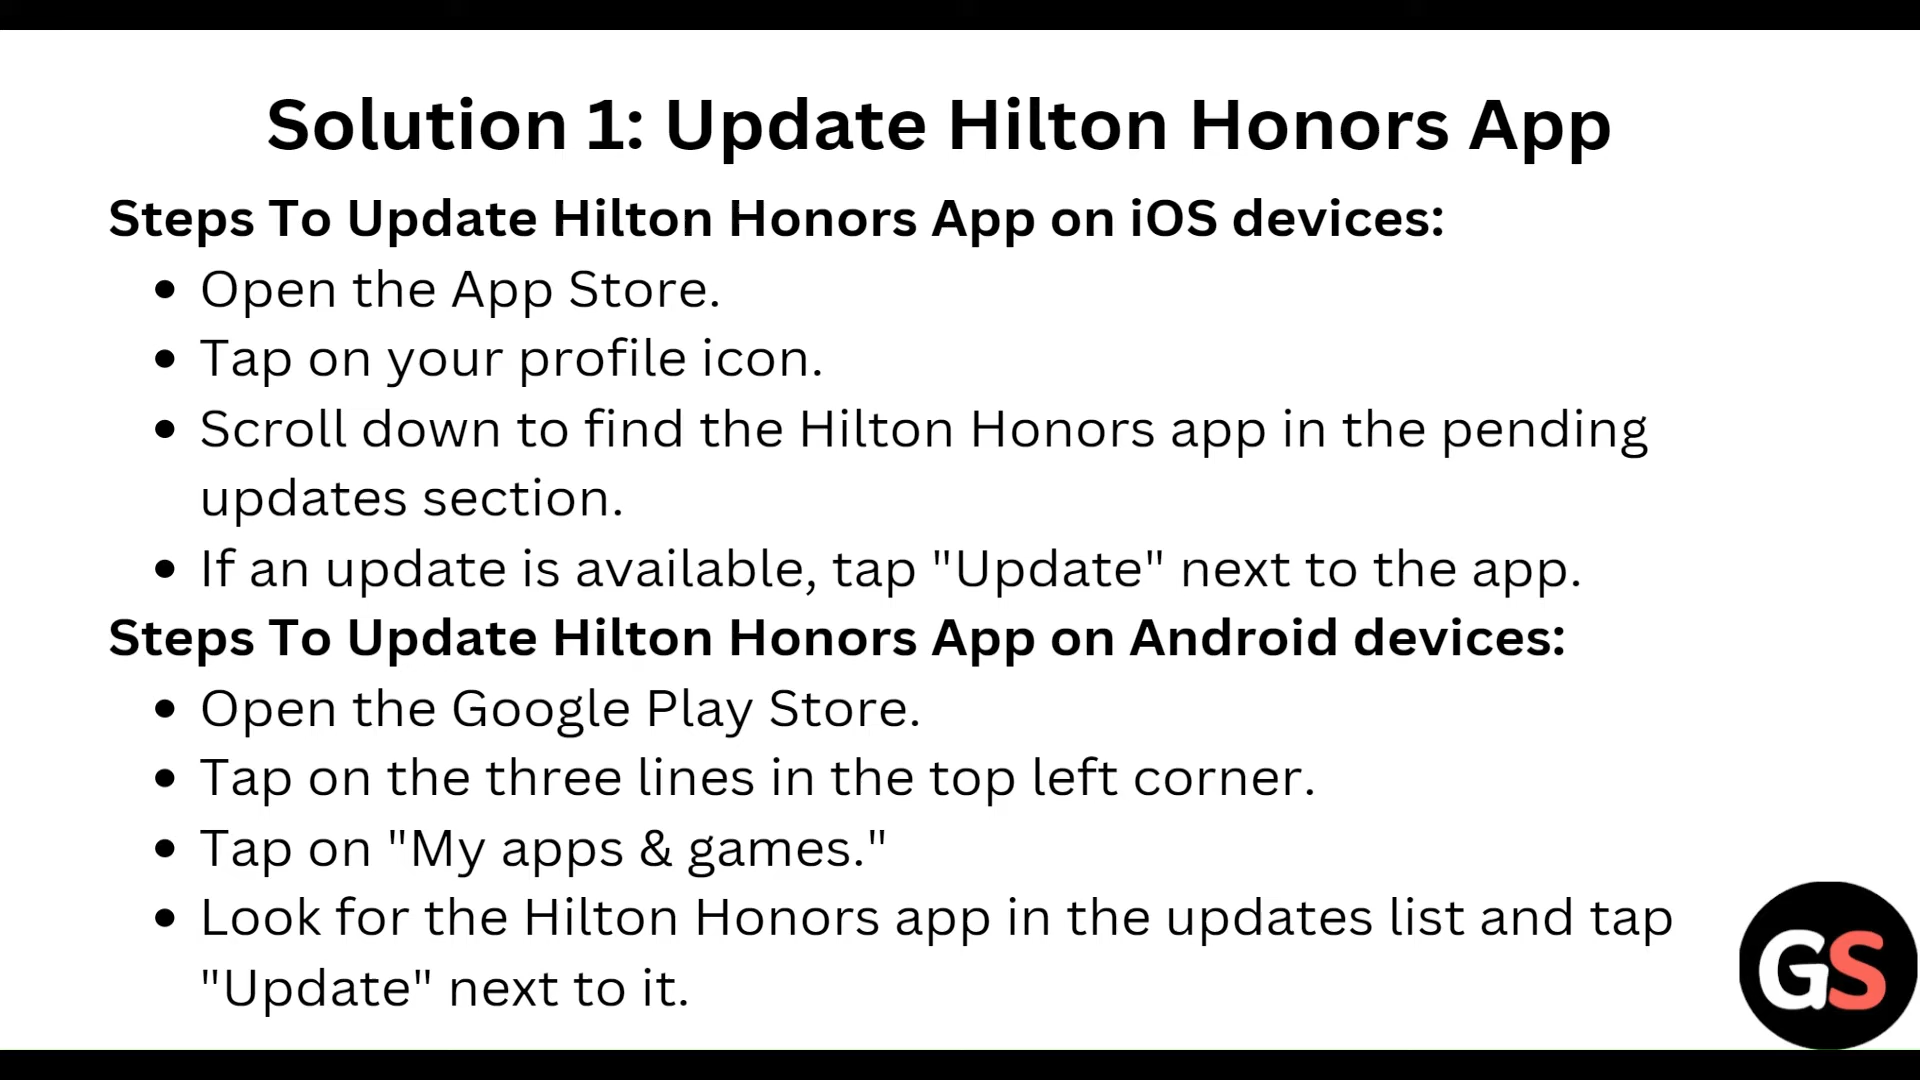 Solution 1: Update Hilton Honors App
Steps To Update Hilton Honors App on iOS devices:
• Open the App Store.
• Tap on your profile icon.
• Scroll down to find the Hilton Honors app in the pending
updates section.
• If an update is available, tap "Update" next to the app.
Steps To Update Hilton Honors App on Android devices:
• Open the Google Play Store.
• Tap on the three lines in the top left corner.
• Tap on "My apps & games."
• Look for the Hilton Honors app in the updates list and tap
"Update" next to it.
GS